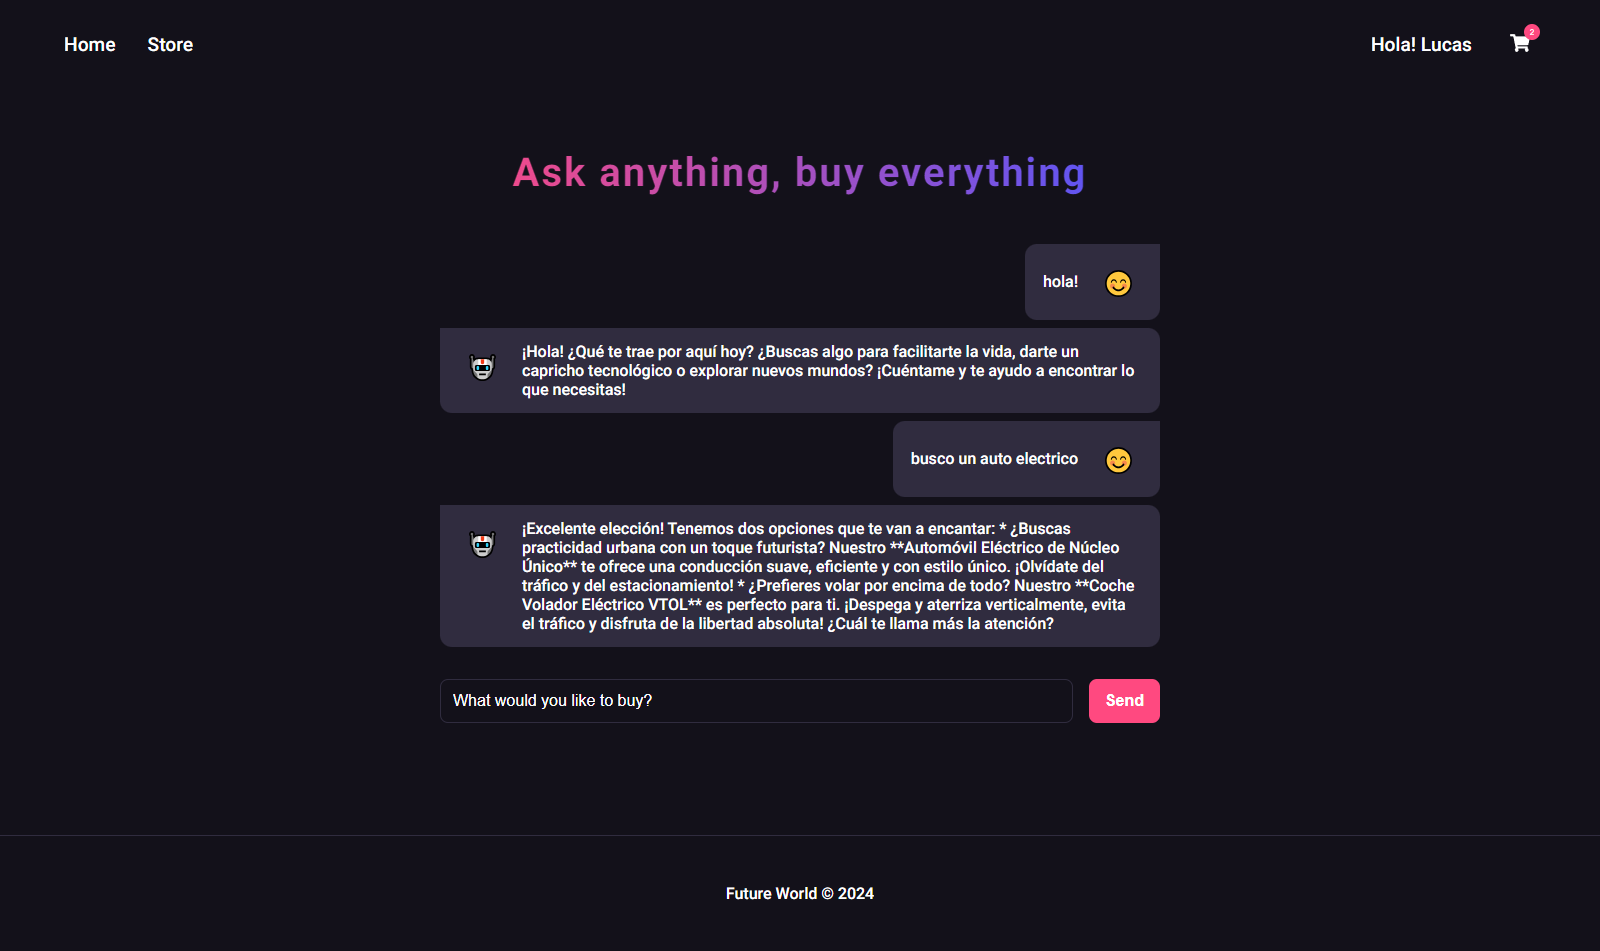 Home
Store
Hola! Lucas
2
Ask anything, buy everything
hola!
¡Hola! ¿Qué te trae por aquí hoy? ¿Buscas algo para facilitarte la vida, darte un
capricho tecnológico o explorar nuevos mundos? ¡Cuéntame y te ayudo a encontrar lo
que necesitas!
busco un auto electrico
¡Excelente elección! Tenemos dos opciones que te van a encantar: * ¿Buscas
practicidad urbana con un toque futurista? Nuestro **Automóvil Eléctrico de Núcleo
Único** te ofrece una conducción suave, eficiente y con estilo único. ¡Olvídate del
tráfico y del estacionamiento! * ¿Prefieres volar por encima de todo? Nuestro **Coche
Volador Eléctrico VTOL** es perfecto para ti. ¡Despega y aterriza verticalmente, evita
el tráfico y disfruta de la libertad absoluta! ¿Cuál te llama más la atención?
What would you like to buy?
Send
Future World © 2024